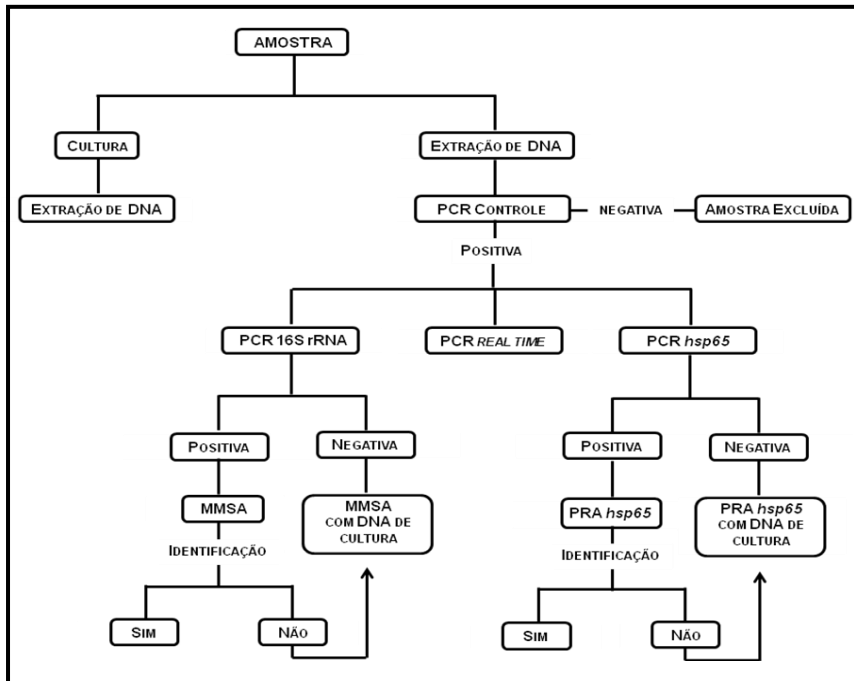 AMOSTRA
CULTURA
EXTRAÇÃO DE DNA
EXTRAÇÃO DE DNA
PCR CONTROLE
NEGATIVA
AMOSTRA EXCLUÍDA
POSITIVA
PCR 16S rRNA
PCR REAL TIME
PCR hsp65
POSITIVA
NEGATIVA
POSITIVA
NEGATIVA
MMSA
MMSA
COM DNA DE
CULTURA
PRA hsp65
PRA hsp65
COM DNA DE
CULTURA
IDENTIFICAÇÃO
IDENTIFICAÇÃO
SIM
NÃO
SIM
NÃO